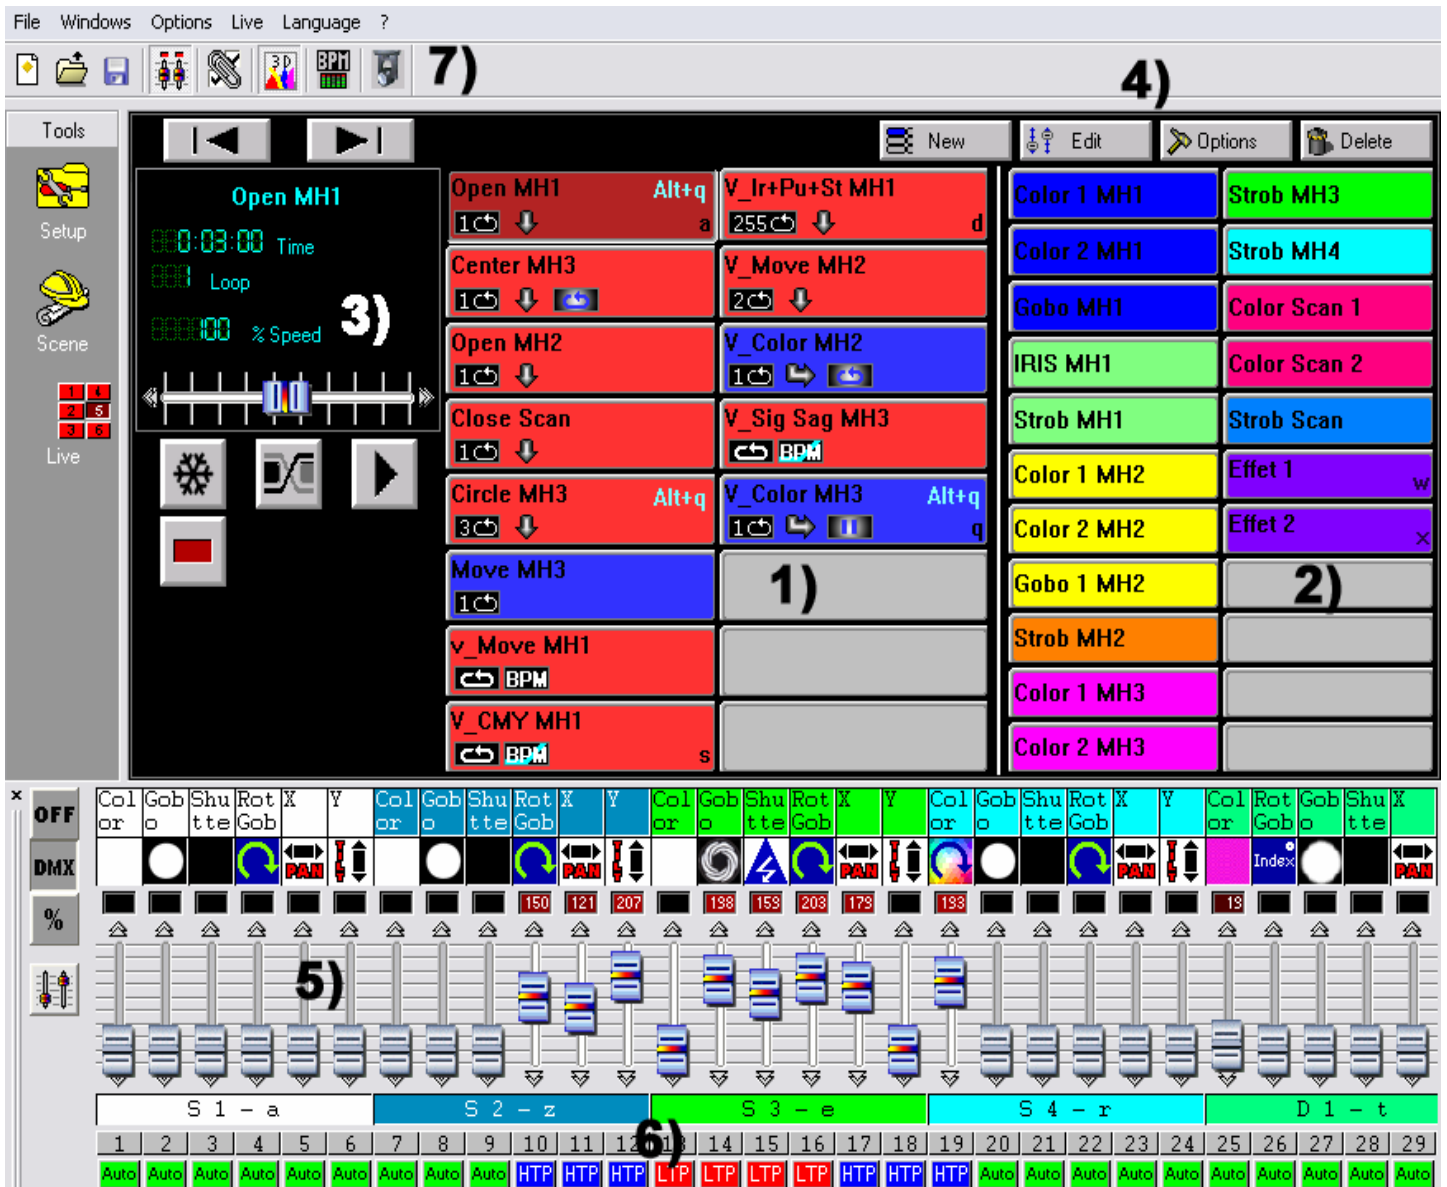 File Windows Options Live Language ?
3D BPM 7) 4)
Tools
Setup
Scene
1 4
2 5
3 6
Live
New Edit Options Delete
Open MH1
0:03:00 Time
1 Loop
100 % Speed
3)
Open MH1 Alt+q
1 a
Center MH3
1
Open MH2
1
Close Scan
1
Circle MH3 Alt+q
3
Move MH3
1
v_Move MH1
BPM
V_CMY MH1
BPM s
V_Ir+Pu+St MH1
255 d
V_Move MH2
2
V_Color MH2
1
V_Sig Sag MH3
BPM
V_Color MH3 Alt+q
1 q
1)
Color 1 MH1
Color 2 MH1
Gobo MH1
IRIS MH1
Strob MH1
Color 1 MH2
Color 2 MH2
Gobo 1 MH2
Strob MH2
Color 1 MH3
Color 2 MH3
Strob MH3
Strob MH4
Color Scan 1
Color Scan 2
Strob Scan
Effet 1 w
Effet 2 x
2)
×
OFF
DMX
%
Col Gob Shu Rot X Y Col Gob Shu Rot X Y Col Gob Shu Rot X Y Col Gob Shu Rot X Y Col Rot Gob Shu X
or o tte Gob or o tte Gob or o tte Gob or o tte Gob or Gob o tte
PAN PAN PAN PAN Index PAN
150 121 207 198 159 203 179 193 19
5)
S 1 - a S 2 - z S 3 - e S 4 - r D 1 - t
1 2 3 4 5 6 7 8 9 10 11 12 13 14 15 16 17 18 19 20 21 22 23 24 25 26 27 28 29
6)
Auto Auto Auto Auto Auto Auto Auto Auto Auto HTP HTP HTP LTP LTP LTP LTP HTP HTP HTP Auto Auto Auto Auto Auto Auto Auto Auto Auto Auto